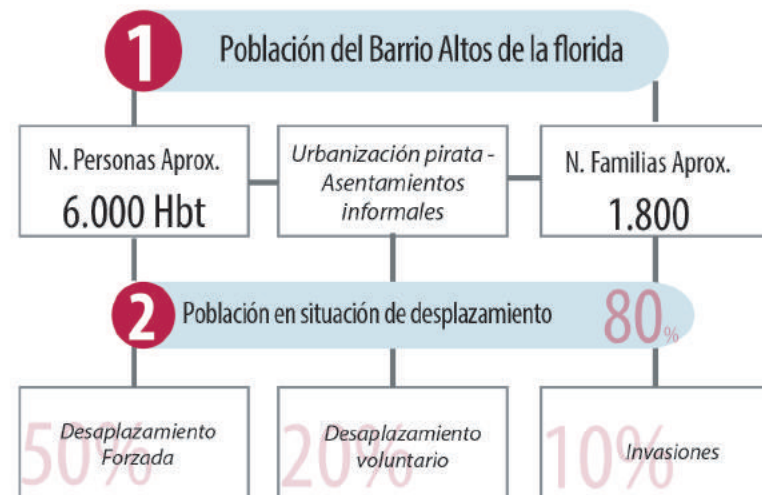 1
Población del Barrio Altos de la florida
N. Personas Aprox.
6.000 Hbt
Urbanización pirata -
Asentamientos
informales
N. Familias Aprox.
1.800
2
Población en situación de desplazamiento
80%
50%
Desaplazamiento
Forzada
20%
Desaplazamiento
voluntario
10%
Invasiones